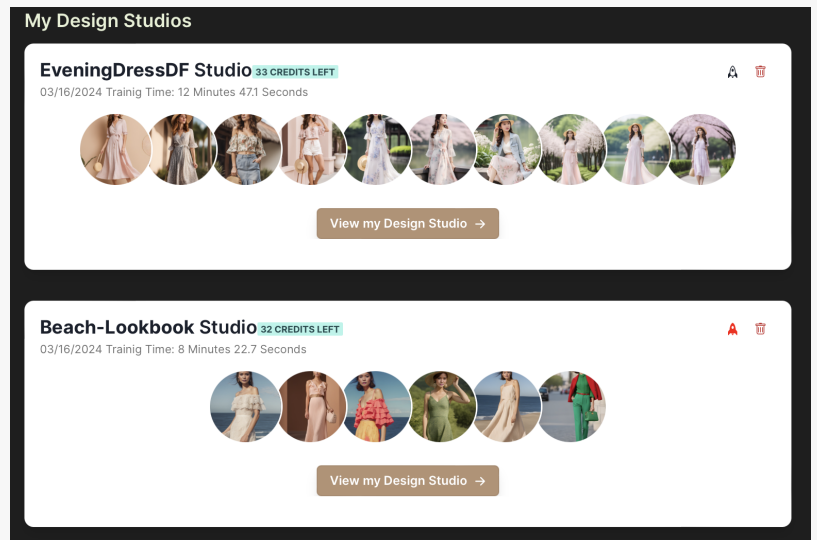 My Design Studios
EveningDressDF Studio 33 CREDITS LEFT
03/16/2024 Trainig Time: 12 Minutes 47.1 Seconds
View my Design Studio →
Beach-Lookbook Studio 32 CREDITS LEFT
03/16/2024 Trainig Time: 8 Minutes 22.7 Seconds
View my Design Studio →